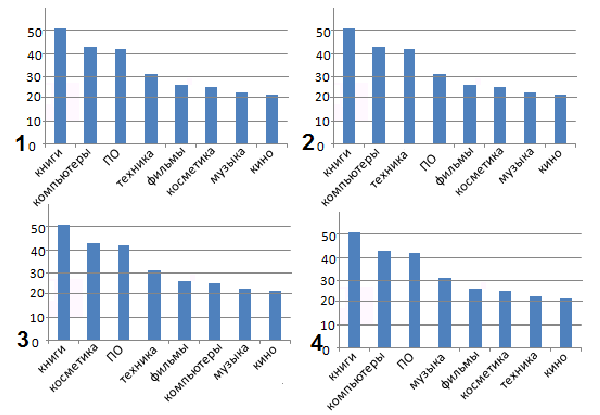 50
40
30
20
10
0
1
книги
компьютеры
ПО
техника
фильмы
косметика
музыка
кино
50
40
30
20
10
0
2
книги
компьютеры
техника
ПО
фильмы
косметика
музыка
кино
50
40
30
20
10
0
3
книги
косметика
ПО
техника
фильмы
компьютеры
музыка
кино
50
40
30
20
10
0
4
книги
компьютеры
ПО
музыка
фильмы
косметика
техника
кино